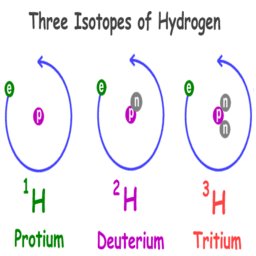 Three Isotopes of Hydrogen
e e e
n n
p p p
n
¹H ²H ³H
Protium Deuterium Tritium